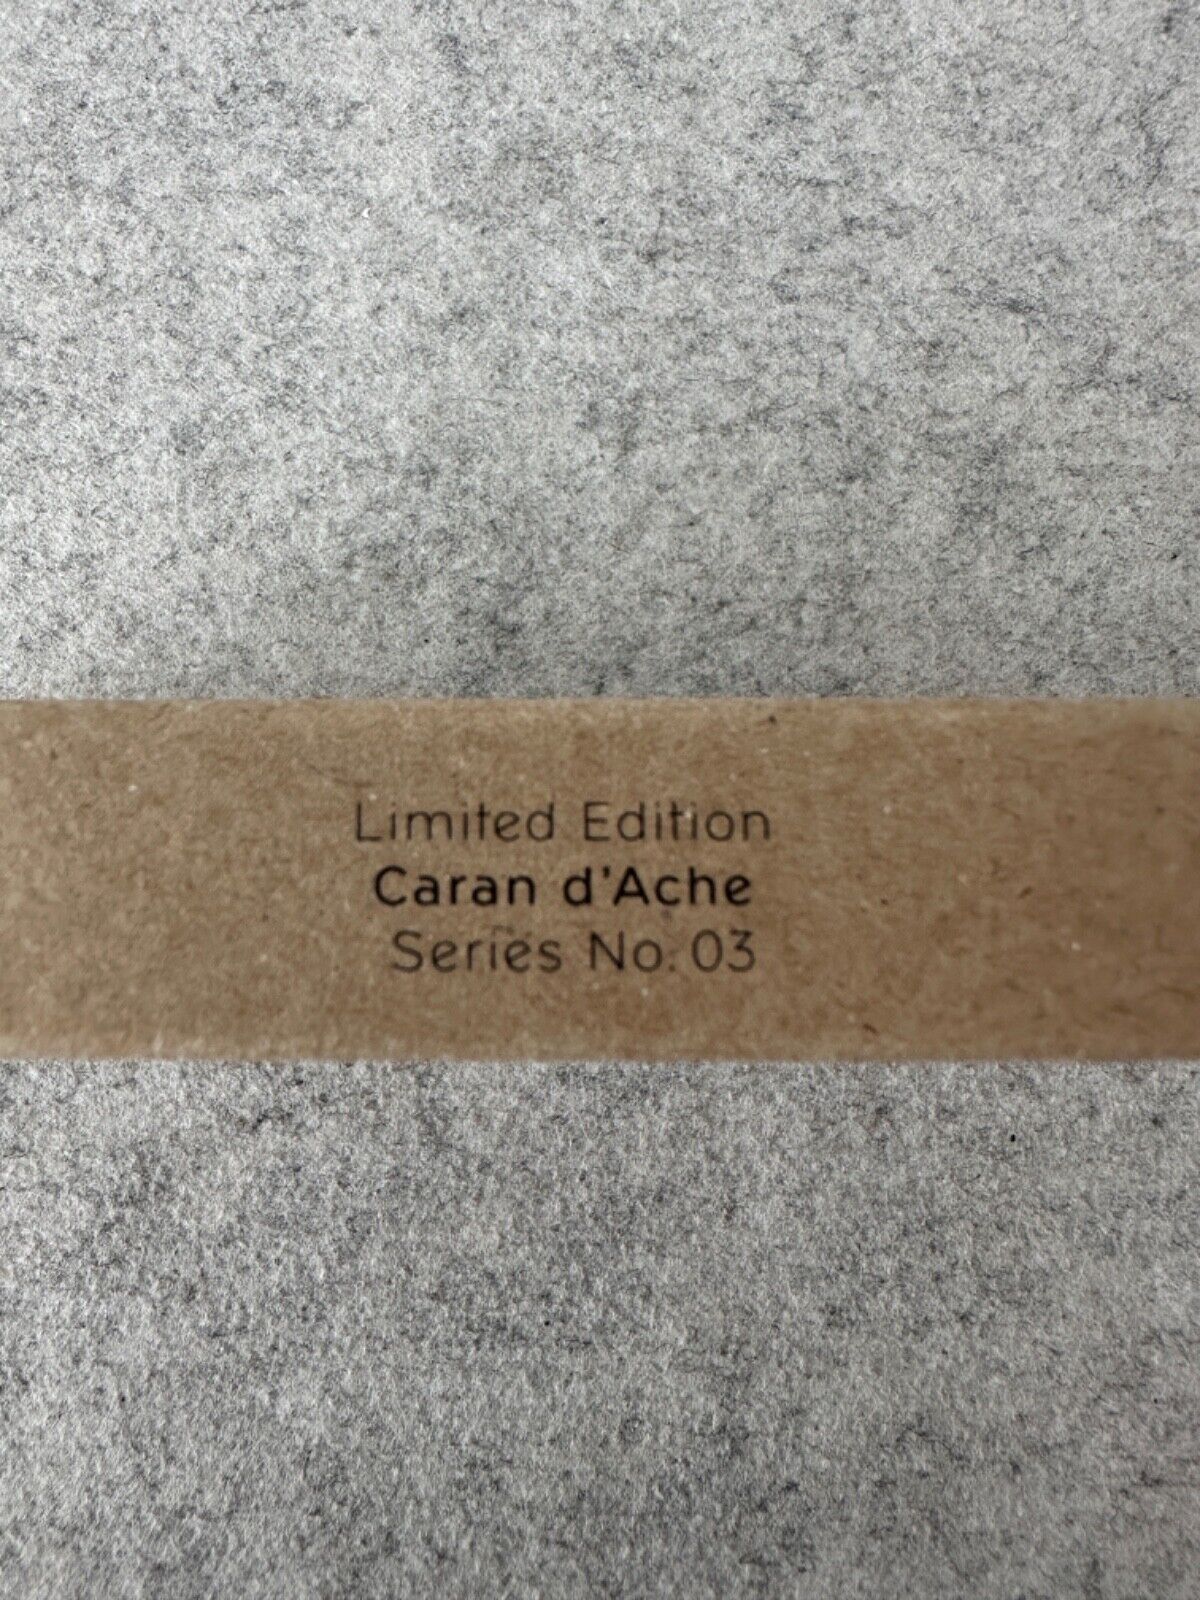 Limited Edition
Caran d'Ache
Series No. 03